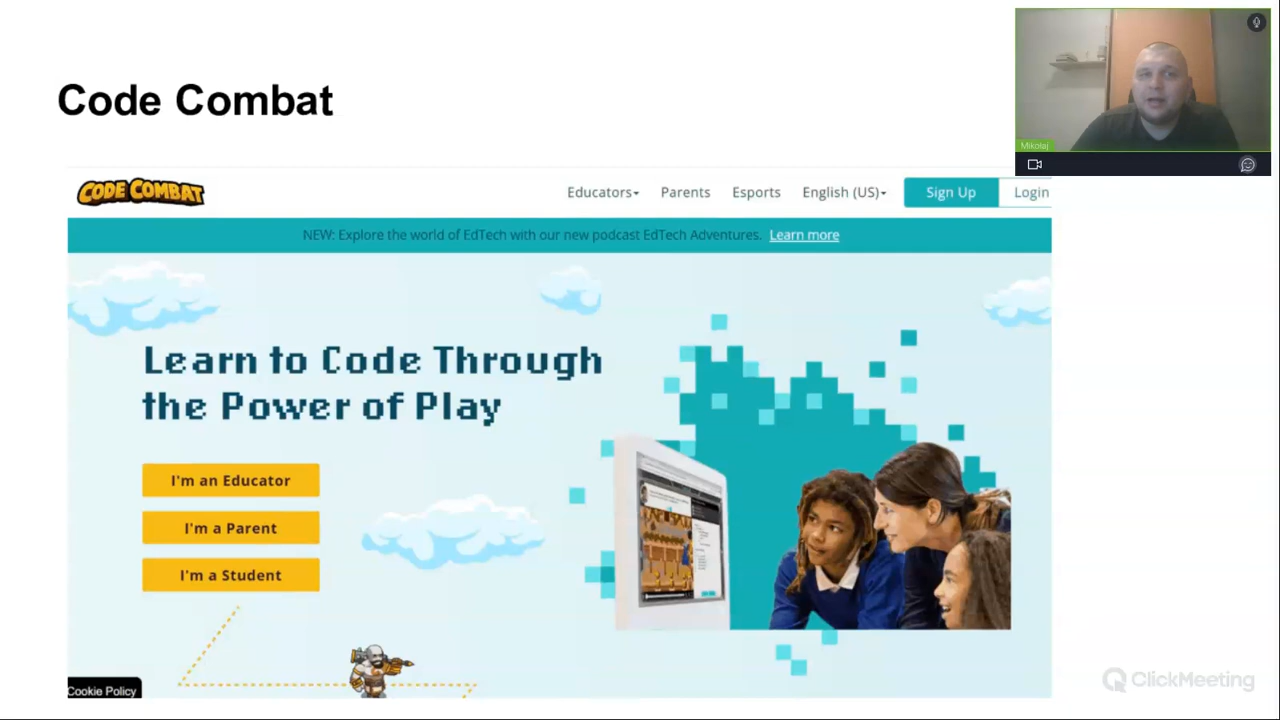 Code Combat
Mikolaj
CODE COMBAT
Educators
Parents
Esports
English (US)
Sign Up
Login
NEW: Explore the world of EdTech with our new podcast EdTech Adventures. Learn more
Learn to Code Through
the Power of Play
I'm an Educator
I'm a Parent
I'm a Student
Cookie Policy
ClickMeeting